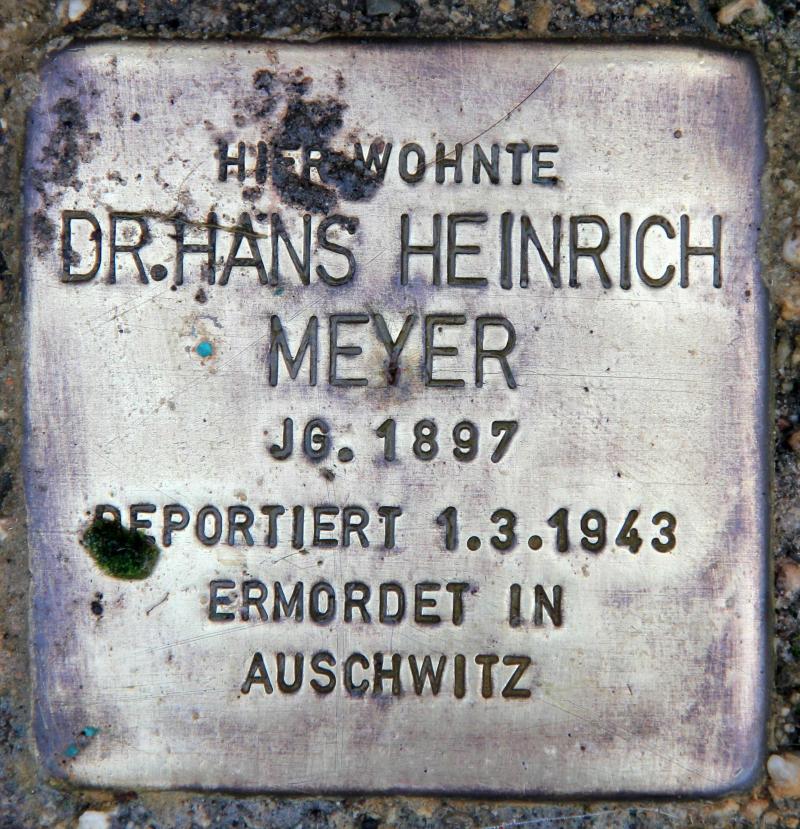 HIER WOHNTE
DR. HANS HEINRICH
MEYER
JG. 1897
DEPORTIERT 1.3.1943
ERMORDET IN
AUSCHWITZ